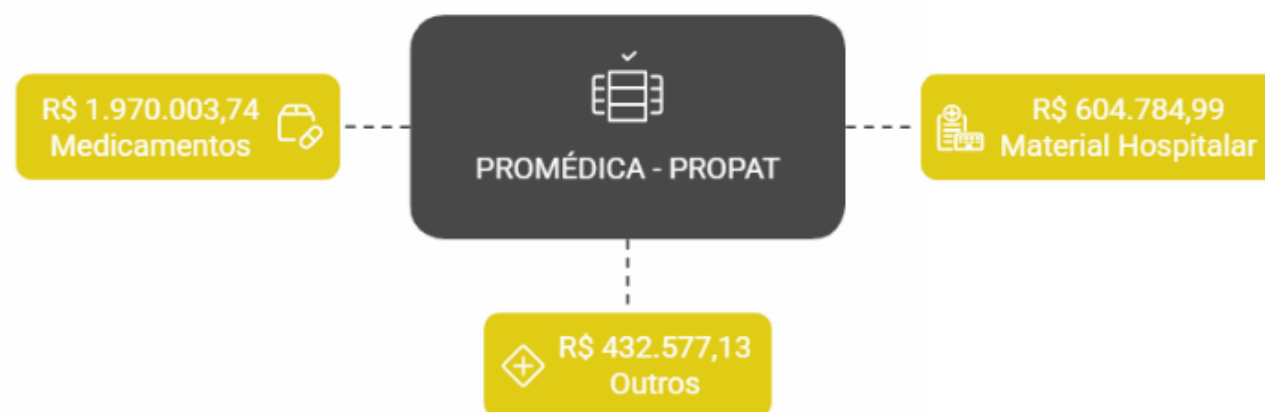 R$ 1.970.003,74
Medicamentos
PROMÉDICA - PROPAT
R$ 604.784,99
Material Hospitalar
R$ 432.577,13
Outros